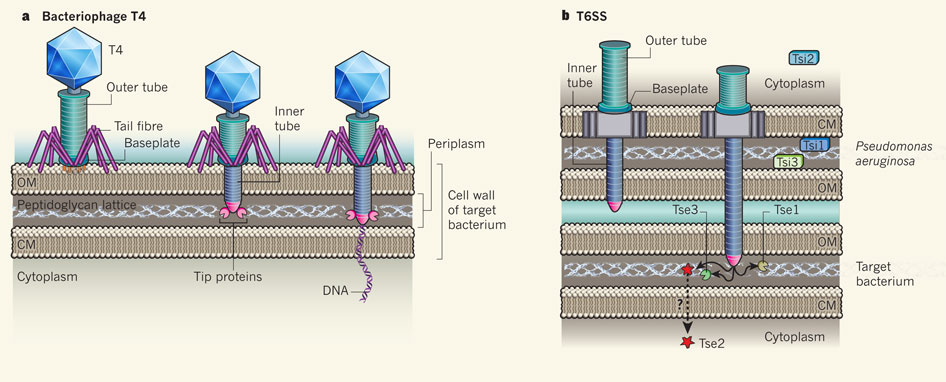 a Bacteriophage T4
T4
Outer tube
Tail fibre
Baseplate
Inner
tube
Periplasm
OM
Peptidoglycan lattice
CM
Cell wall
of target
bacterium
Cytoplasm
Tip proteins
DNA
b T6SS
Outer tube
Inner
tube
Baseplate
Tsi2
Cytoplasm
CM
Tsi1
Tsi3
Pseudomonas
aeruginosa
OM
Tse3
Tse1
OM
Target
bacterium
?
CM
Tse2
Cytoplasm